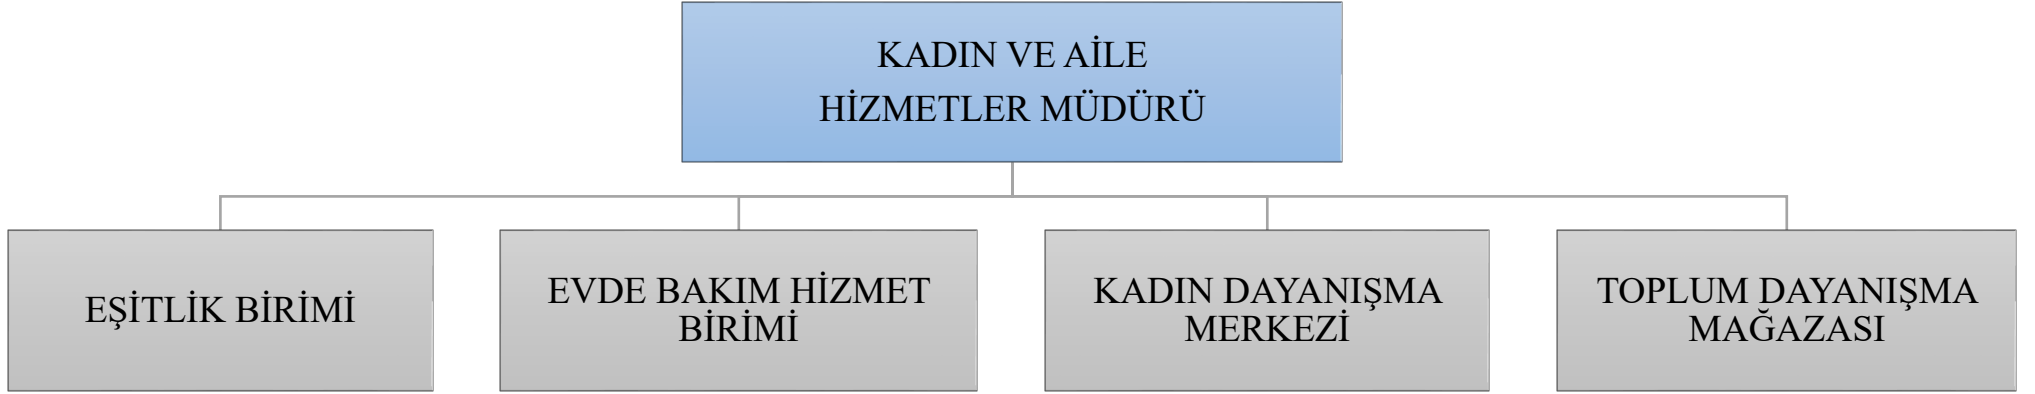 KADIN VE AİLE
HİZMETLER MÜDÜRÜ
EŞİTLİK BİRİMİ
EVDE BAKIM HİZMET
BİRİMİ
KADIN DAYANIŞMA
MERKEZİ
TOPLUM DAYANIŞMA
MAĞAZASI